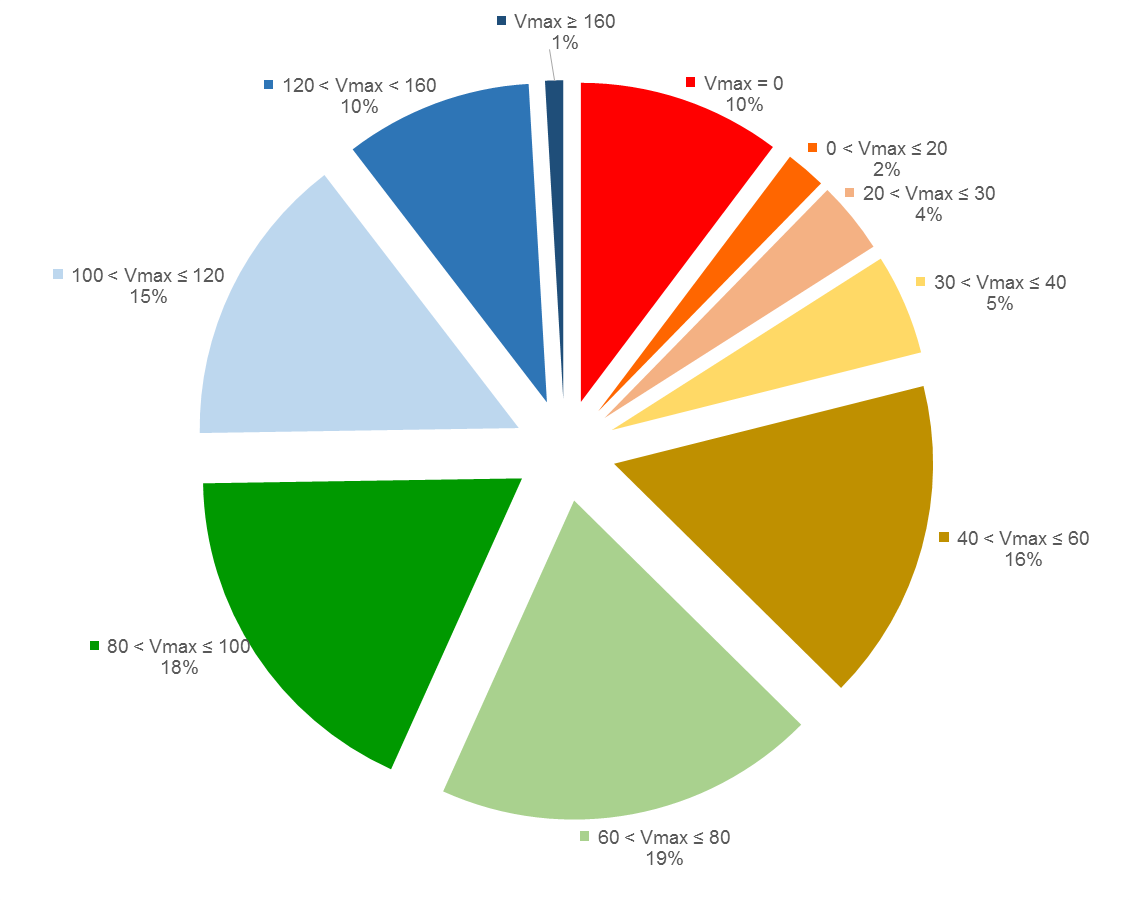 Vmax ≥ 160
1%
Vmax = 0
10%
0 < Vmax ≤ 20
2%
20 < Vmax ≤ 30
4%
30 < Vmax ≤ 40
5%
40 < Vmax ≤ 60
16%
60 < Vmax ≤ 80
19%
80 < Vmax ≤ 100
18%
100 < Vmax ≤ 120
15%
120 < Vmax < 160
10%